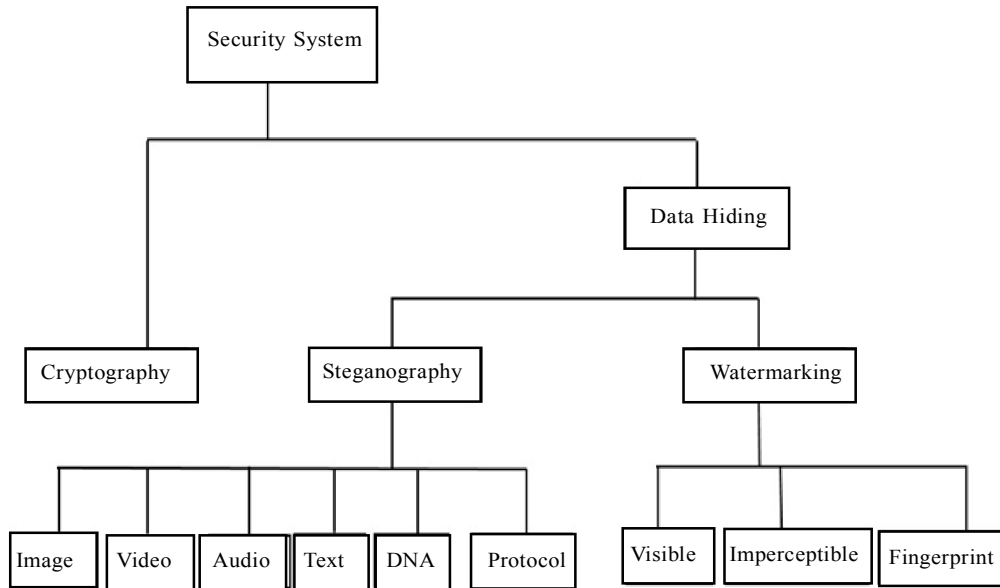 Security System
Data Hiding
Cryptography
Steganography
Watermarking
Image
Video
Audio
Text
DNA
Protocol
Visible
Imperceptible
Fingerprint